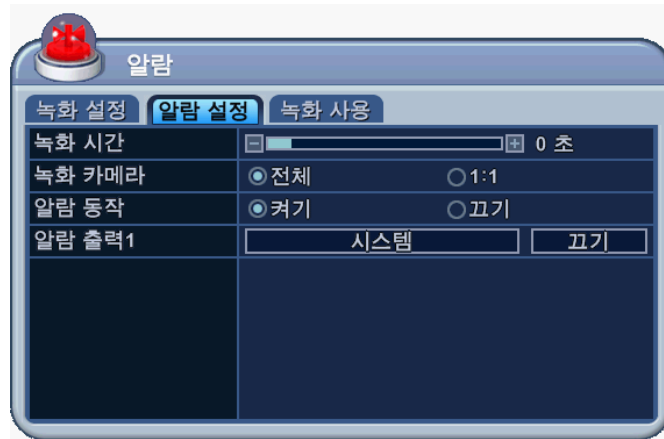 알람
녹화 설정 알람 설정 녹화 사용
녹화 시간 0 초
녹화 카메라 전체 1:1
알람 동작 켜기 끄기
알람 출력1 시스템 끄기